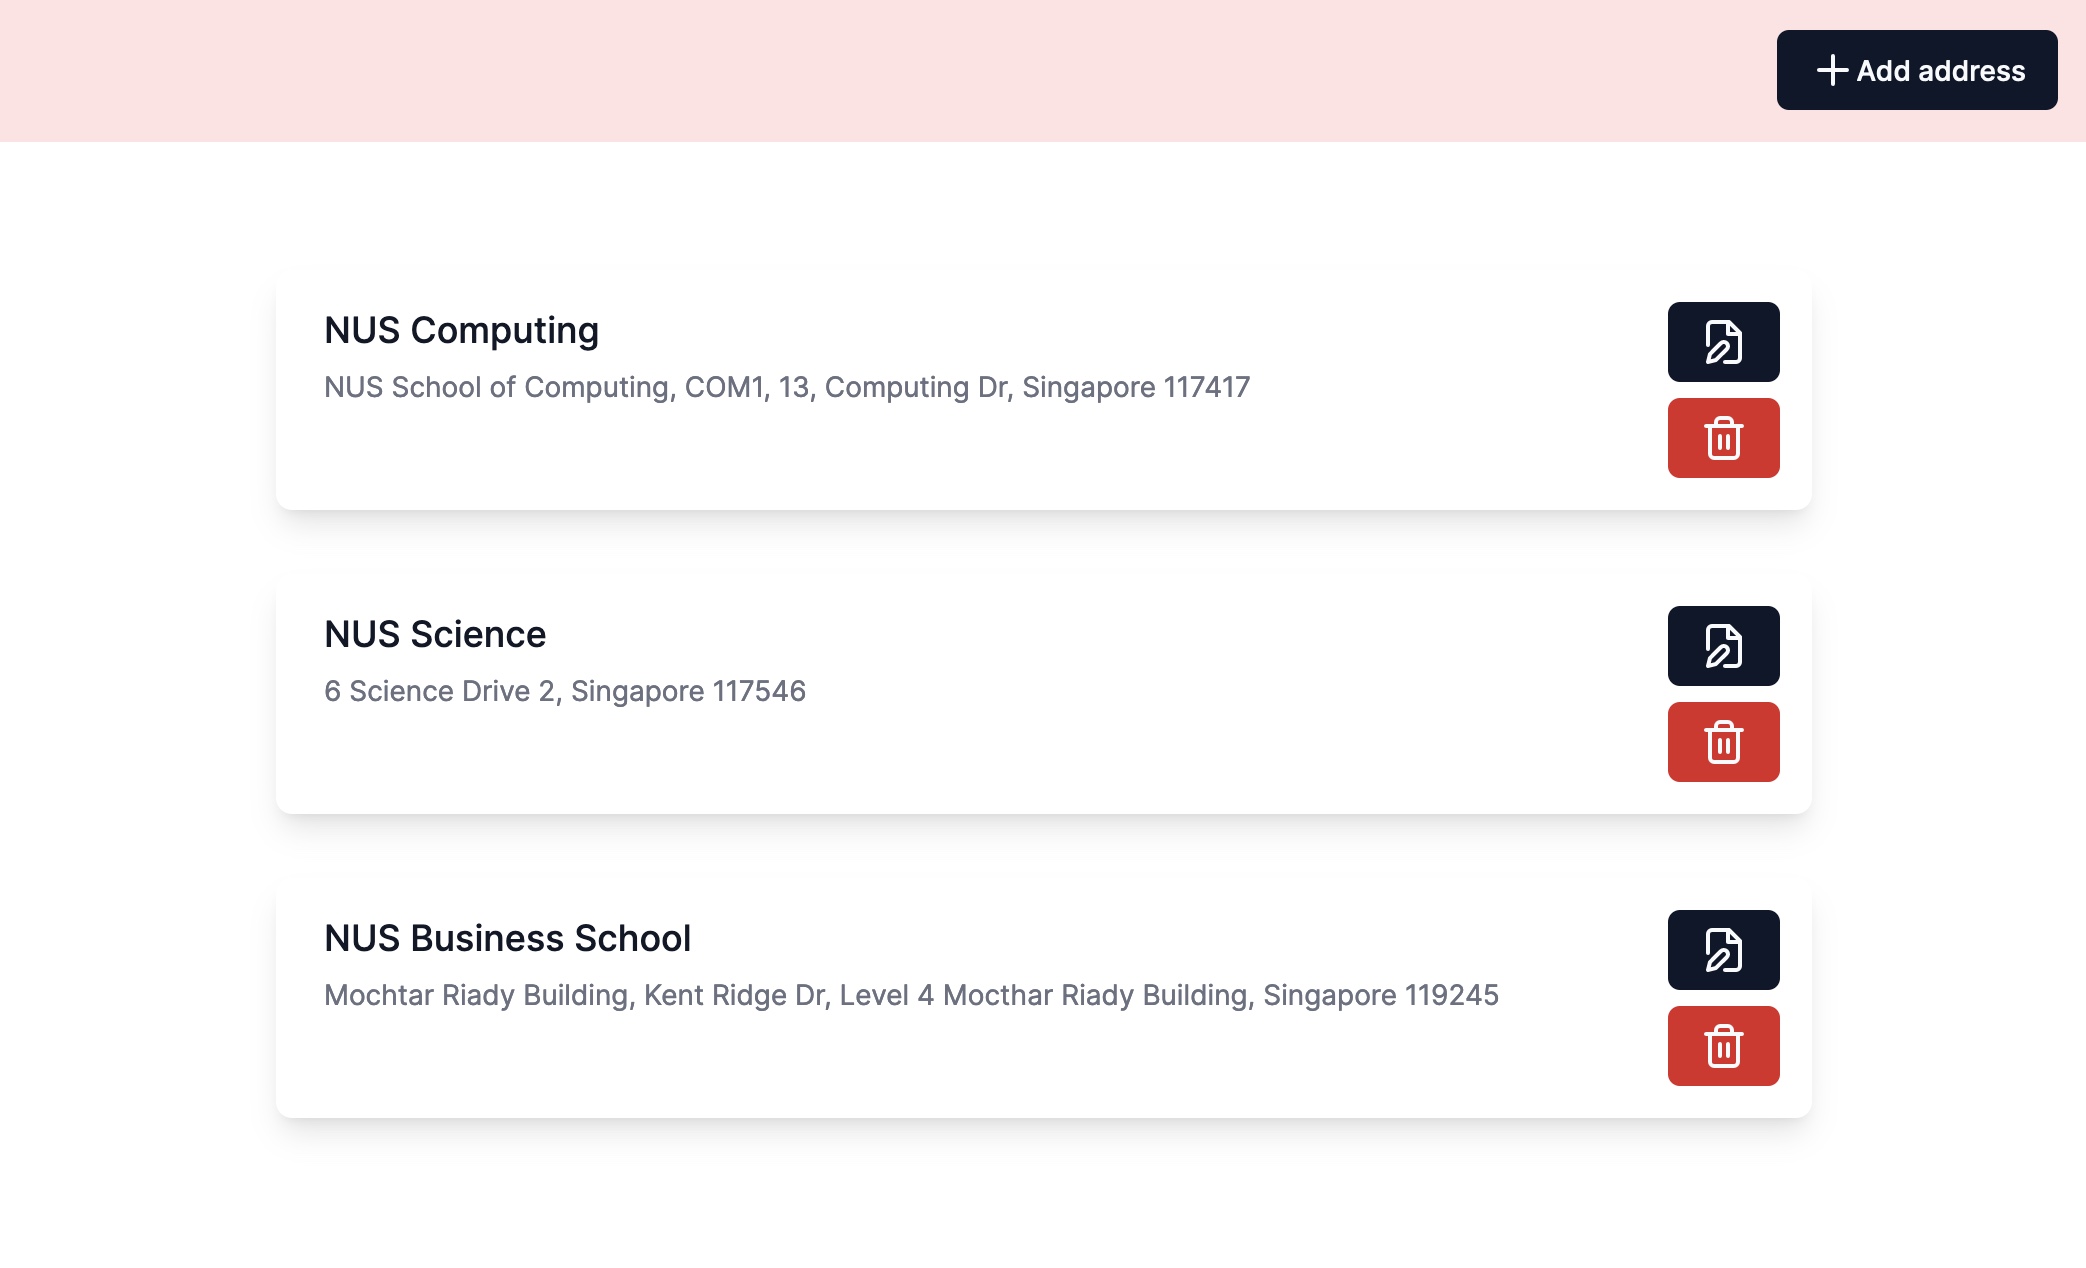 Add address
NUS Computing
NUS School of Computing, COM1, 13, Computing Dr, Singapore 117417
NUS Science
6 Science Drive 2, Singapore 117546
NUS Business School
Mochtar Riady Building, Kent Ridge Dr, Level 4 Mocthar Riady Building, Singapore 119245